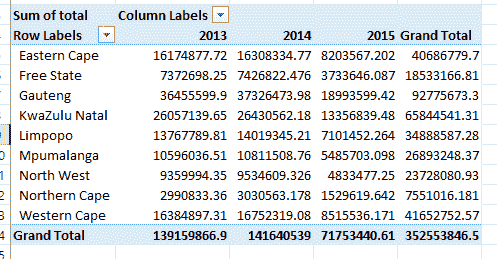 Sum of total Column Labels
Row Labels 2013 2014 2015 Grand Total
Eastern Cape 16174877.72 16308334.77 8203567.202 40686779.7
Free State 7372698.25 7426822.476 3733646.087 18533166.81
Gauteng 36455599.9 37326473.98 18993599.42 92775673.3
KwaZulu Natal 26057139.65 26430562.18 13356839.48 65844541.31
Limpopo 13767789.81 14019345.21 7101452.264 34888587.28
Mpumalanga 10596036.51 10811508.76 5485703.098 26893248.37
North West 9359994.35 9534609.326 4833477.25 23728080.93
Northern Cape 2990833.36 3030563.178 1529619.642 7551016.181
Western Cape 16384897.31 16752319.08 8515536.171 41652752.57
Grand Total 139159866.9 141640539 71753440.61 352553846.5